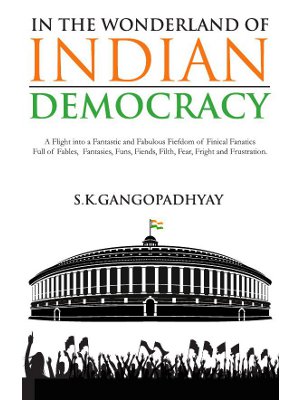 IN THE WONDERLAND OF
INDIAN
DEMOCRACY
A Flight into a Fantastic and Fabulous Fiefdom of Finical Fanatics
Full of Fables, Fantasies, Funs, Fiends, Filth, Fear, Fright and Frustration.
S.K.GANGOPADHYAY